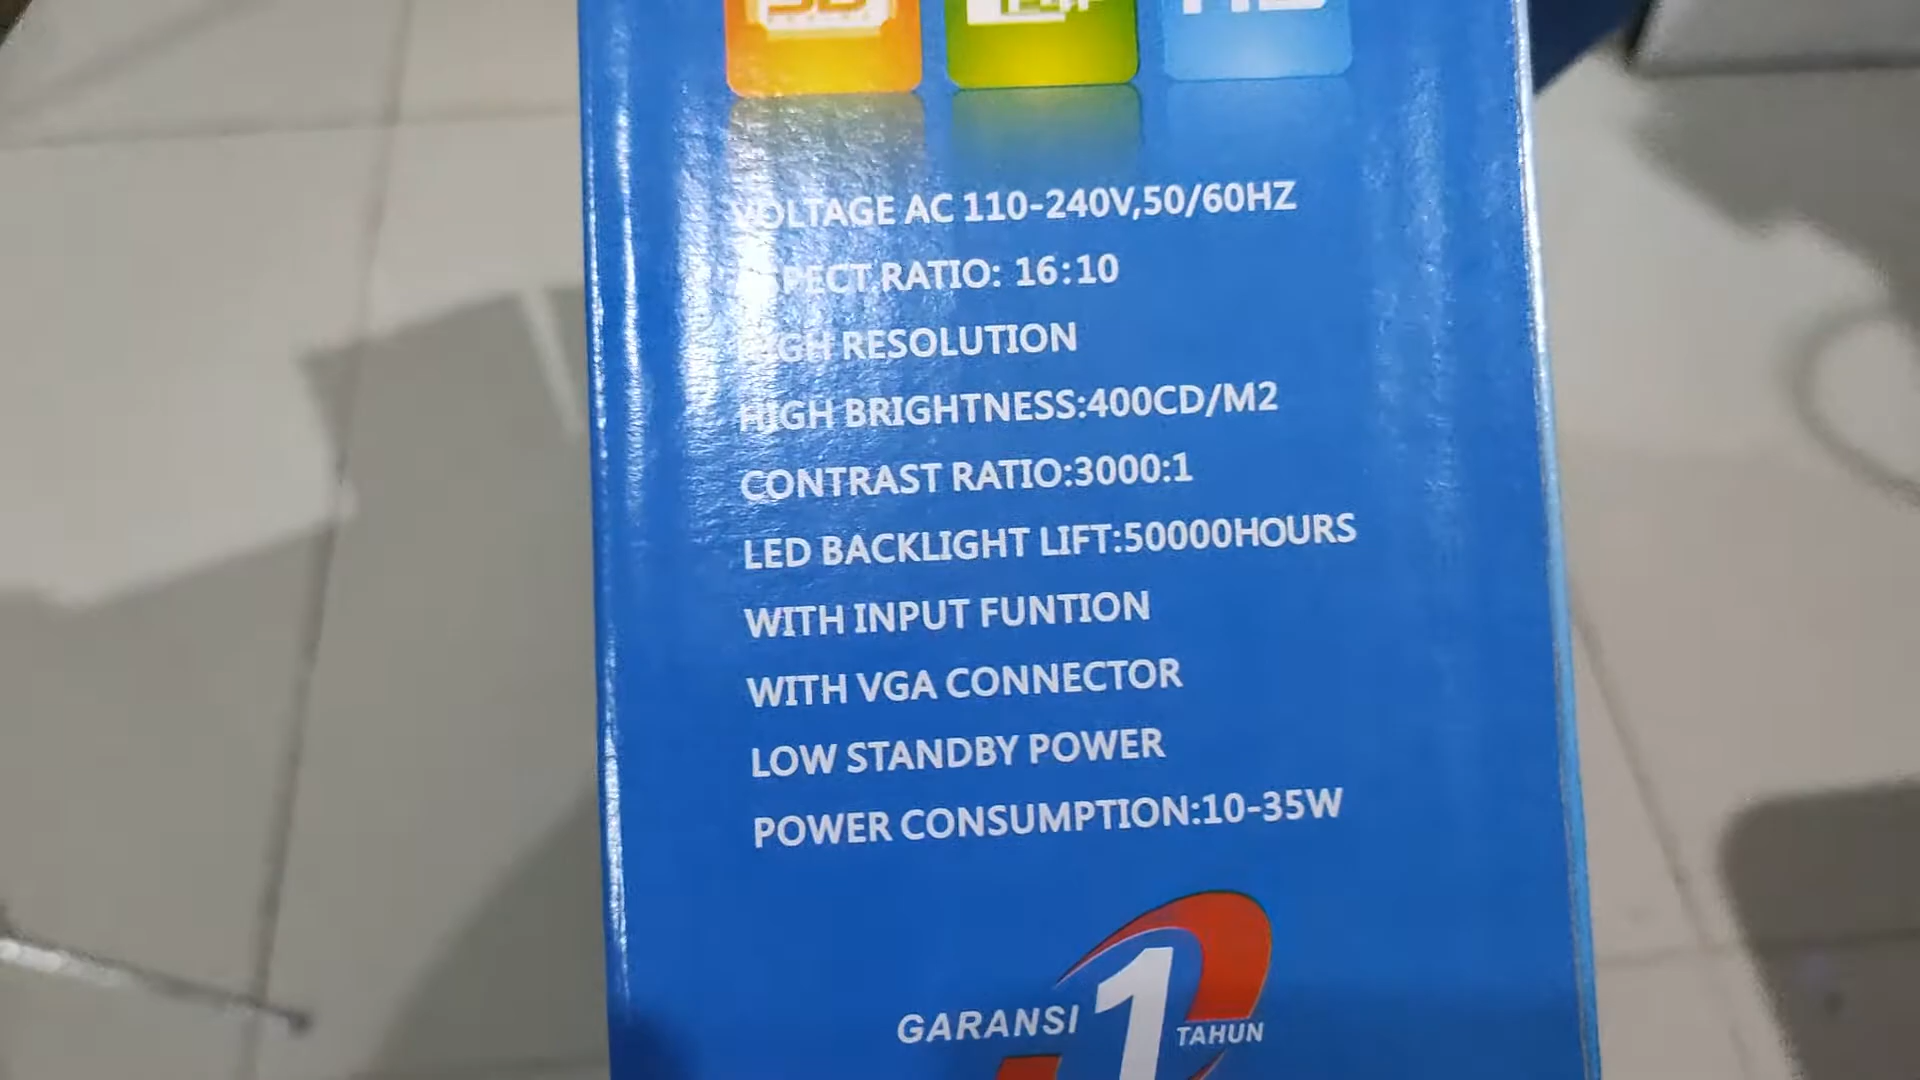 VOLTAGE AC 110-240V,50/60HZ
ASPECT RATIO: 16:10
HIGH RESOLUTION
HIGH BRIGHTNESS:400CD/M2
CONTRAST RATIO:3000:1
LED BACKLIGHT LIFT:50000HOURS
WITH INPUT FUNTION
WITH VGA CONNECTOR
LOW STANDBY POWER
POWER CONSUMPTION:10-35W
GARANSI 1 TAHUN